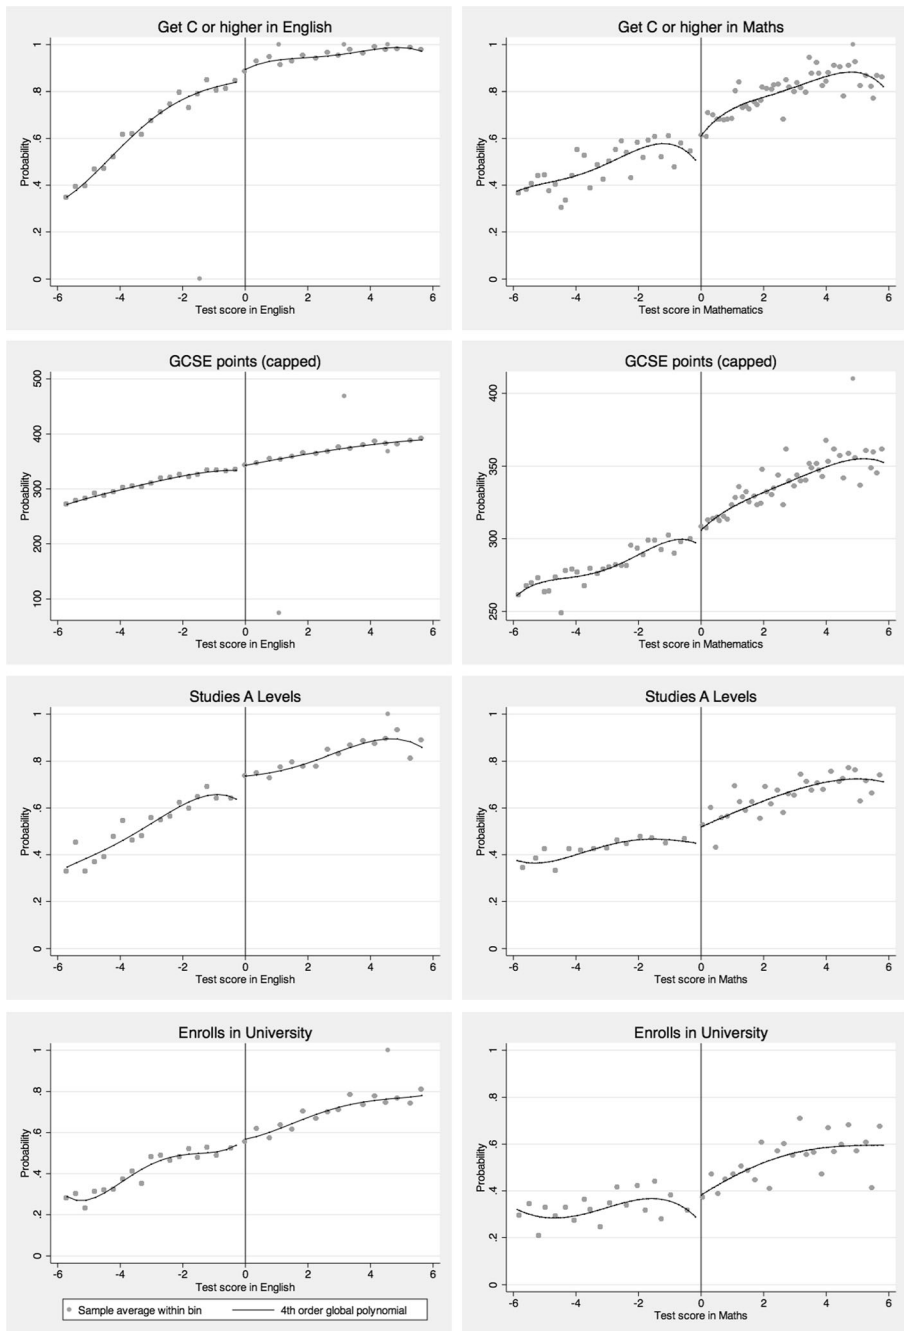 Get C or higher in English
Probability
1
.8
.6
.4
.2
0
-6 -4 -2 0 2 4 6
Test score in English
Get C or higher in Maths
Probability
1
.8
.6
.4
.2
0
-6 -4 -2 0 2 4 6
Test score in Mathematics
GCSE points (capped)
Probability
500
400
300
200
100
-6 -4 -2 0 2 4 6
Test score in English
GCSE points (capped)
Probability
400
350
300
250
-6 -4 -2 0 2 4 6
Test score in Mathematics
Studies A Levels
Probability
1
.8
.6
.4
.2
0
-6 -4 -2 0 2 4 6
Test score in English
Studies A Levels
Probability
1
.8
.6
.4
.2
0
-6 -4 -2 0 2 4 6
Test score in Maths
Enrolls in University
Probability
1
.8
.6
.4
.2
0
-6 -4 -2 0 2 4 6
Test score in English
Sample average within bin 4th order global polynomial
Enrolls in University
Probability
1
.8
.6
.4
.2
0
-6 -4 -2 0 2 4 6
Test score in Maths